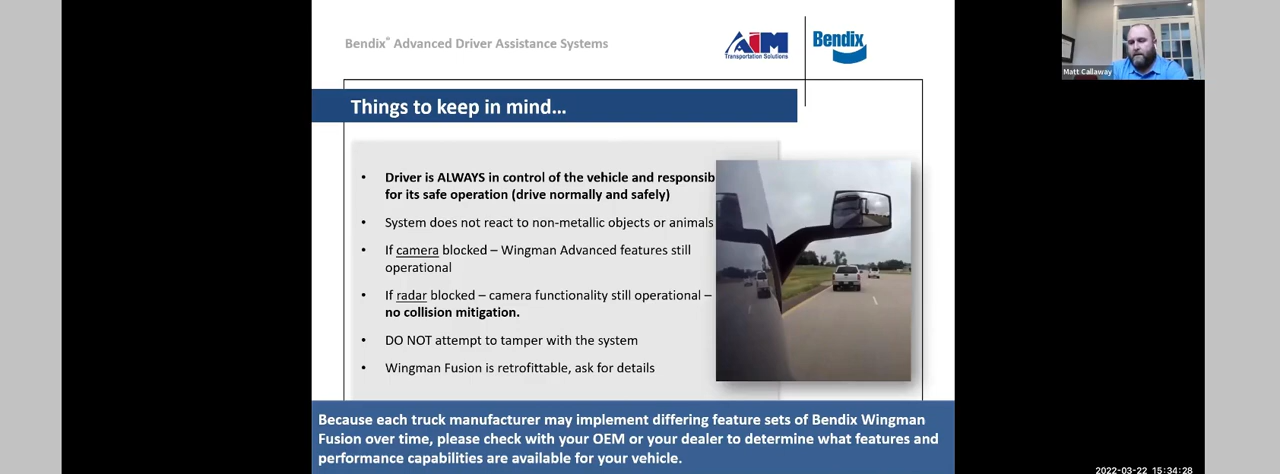 Bendix® Advanced Driver Assistance Systems
AIM
Transportation Solutions
Bendix
Matt Callaway
Things to keep in mind...
• Driver is ALWAYS in control of the vehicle and responsib
for its safe operation (drive normally and safely)
• System does not react to non-metallic objects or animals
• If camera blocked – Wingman Advanced features still
operational
• If radar blocked – camera functionality still operational –
no collision mitigation.
• DO NOT attempt to tamper with the system
• Wingman Fusion is retrofittable, ask for details
Because each truck manufacturer may implement differing feature sets of Bendix Wingman
Fusion over time, please check with your OEM or your dealer to determine what features and
performance capabilities are available for your vehicle.
2022-03-22 15:34:28